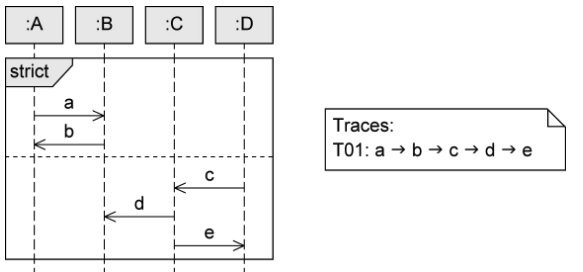 :A :B :C :D
strict
a
b
c
d
e
Traces:
T01: a → b → c → d → e